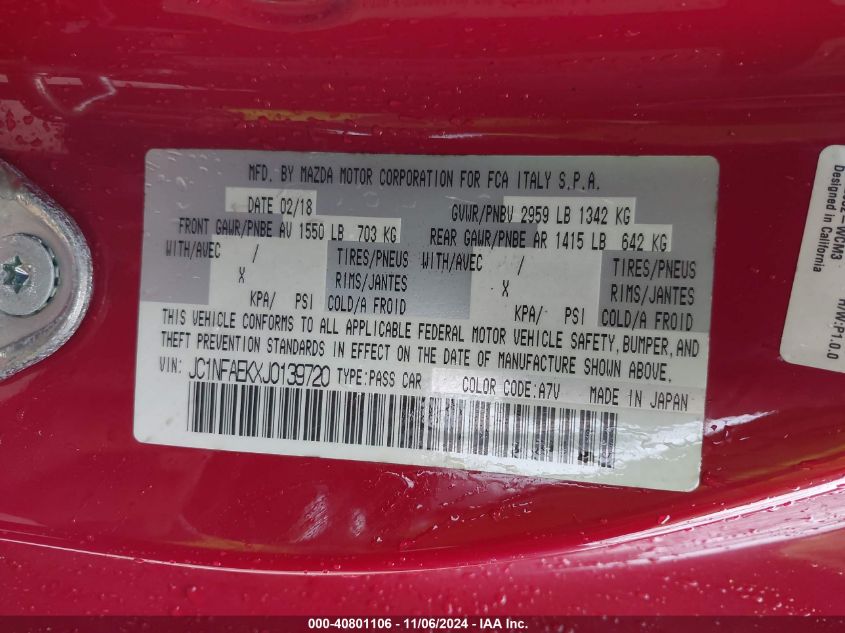 MFD. BY MAZDA MOTOR CORPORATION FOR FCA ITALY S.P.A.
DATE 02/18 GVWR/PNBV 2959 LB 1342 KG
FRONT GAWR/PNBE AV 1550 LB 703 KG REAR GAWR/PNBE AR 1415 LB 642 KG
WITH/AVEC / TIRES/PNEUS WITH/AVEC / TIRES/PNEUS
X RIMS/JANTES X RIMS/JANTES
KPA/ PSI COLD/A FROID KPA/ PSI COLD/A FROID
THIS VEHICLE CONFORMS TO ALL APPLICABLE FEDERAL MOTOR VEHICLE SAFETY, BUMPER, AND
THEFT PREVENTION STANDARDS IN EFFECT ON THE DATE OF MANUFACTURE SHOWN ABOVE.
VIN: JC1NFAEKXJ0139720 TYPE:PASS CAR COLOR CODE:A7V MADE IN JAPAN
Designed in California
H/W:P1.0.0
000-40801106 - 11/06/2024 - IAA Inc.